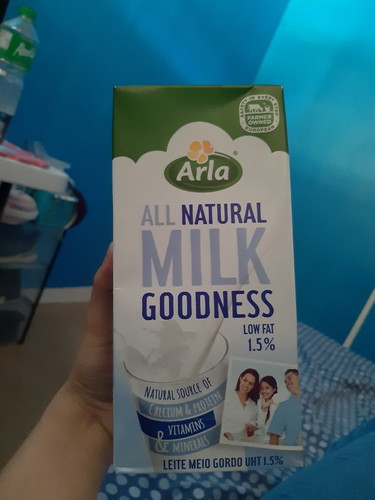 FARMER
OWNED
EUROPEAN
Arla
ALL NATURAL
MILK
GOODNESS
LOW FAT
1.5%
NATURAL SOURCE OF
CALCIUM & PROTEIN
VITAMINS
& MINERALS
LEITE MEIO GORDO UHT 1.5%